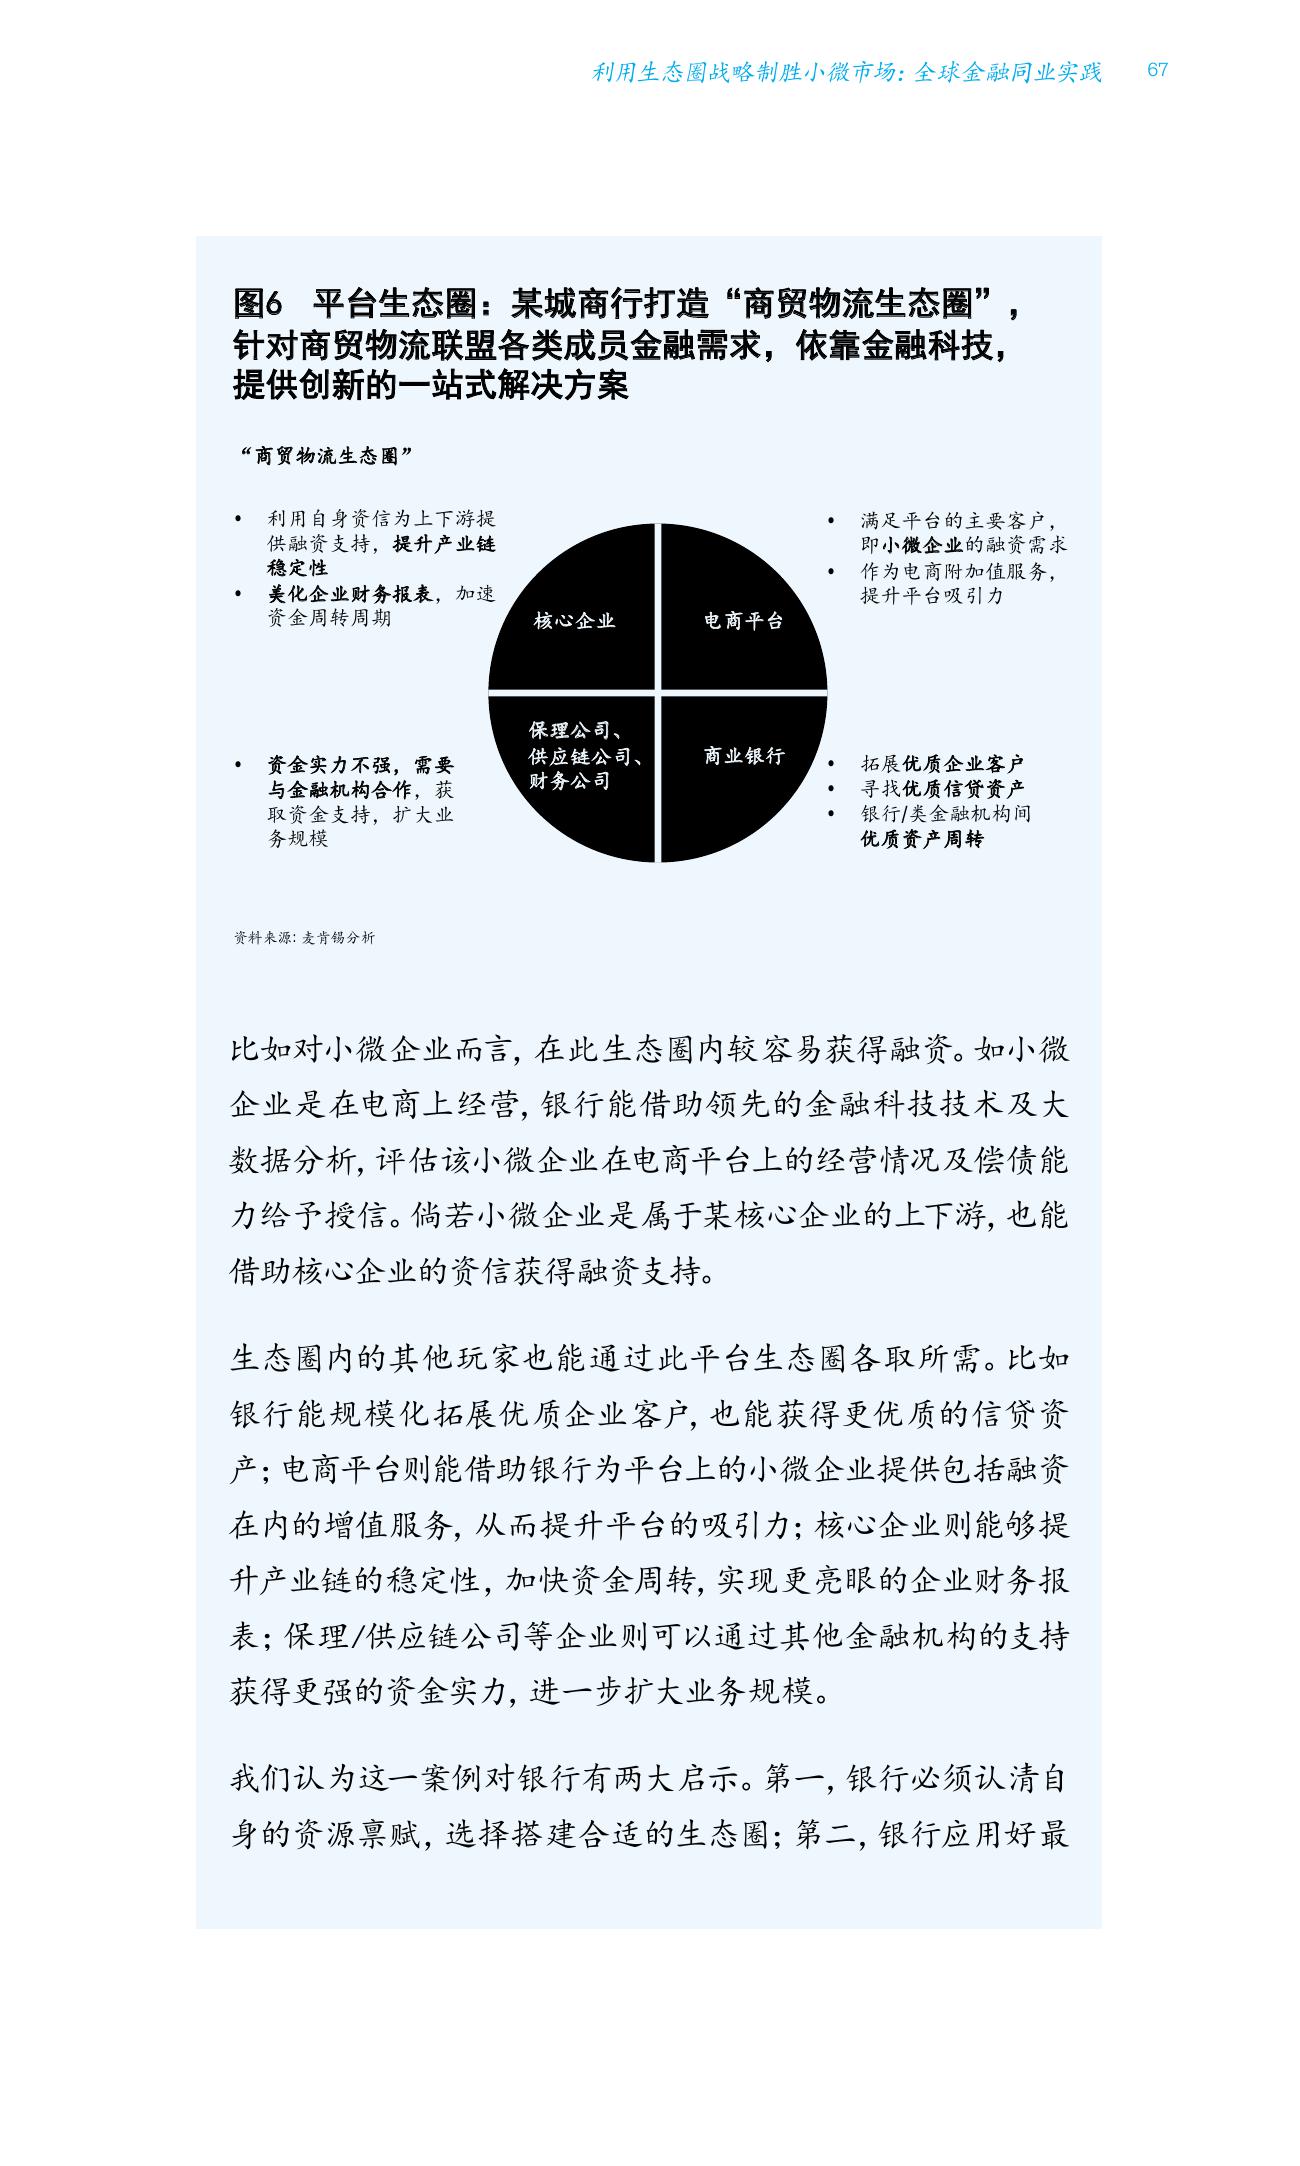 利用生态圈战略制胜小微市场：全球金融同业实践 67
图6 平台生态圈：某城商行打造“商贸物流生态圈”，
针对商贸物流联盟各类成员金融需求，依靠金融科技，
提供创新的一站式解决方案
“商贸物流生态圈”
• 利用自身资信为上下游提
供融资支持，提升产业链
稳定性
• 美化企业财务报表，加速
资金周转周期
核心企业
电商平台
• 满足平台的主要客户，
即小微企业的融资需求
• 作为电商附加值服务，
提升平台吸引力
• 资金实力不强，需要
与金融机构合作，获
取资金支持，扩大业
务规模
保理公司、
供应链公司、
财务公司
商业银行
• 拓展优质企业客户
• 寻找优质信贷资产
• 银行/类金融机构间
优质资产周转
资料来源：麦肯锡分析
比如对小微企业而言，在此生态圈内较容易获得融资。如小微
企业是在电商上经营，银行能借助领先的金融科技技术及大
数据分析，评估该小微企业在电商平台上的经营情况及偿债能
力给予授信。倘若小微企业是属于某核心企业的上下游，也能
借助核心企业的资信获得融资支持。
生态圈内的其他玩家也能通过此平台生态圈各取所需。比如
银行能规模化拓展优质企业客户，也能获得更优质的信贷资
产；电商平台则能借助银行为平台上的小微企业提供包括融资
在内的增值服务，从而提升平台的吸引力；核心企业则能够提
升产业链的稳定性，加快资金周转，实现更亮眼的企业财务报
表；保理/供应链公司等企业则可以通过其他金融机构的支持
获得更强的资金实力，进一步扩大业务规模。
我们认为这一案例对银行有两大启示。第一，银行必须认清自
身的资源禀赋，选择搭建合适的生态圈；第二，银行应用好最